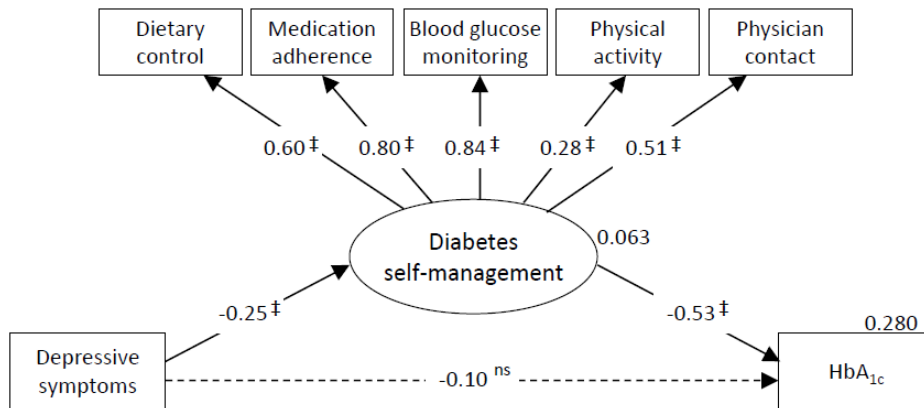 Dietary
control
Medication
adherence
Blood glucose
monitoring
Physical
activity
Physician
contact
0.60 ‡
0.80 ‡
0.84 ‡
0.28 ‡
0.51 ‡
Diabetes
self-management
0.063
-0.25 ‡
-0.53 ‡
0.280
Depressive
symptoms
-0.10 ns
HbA1c